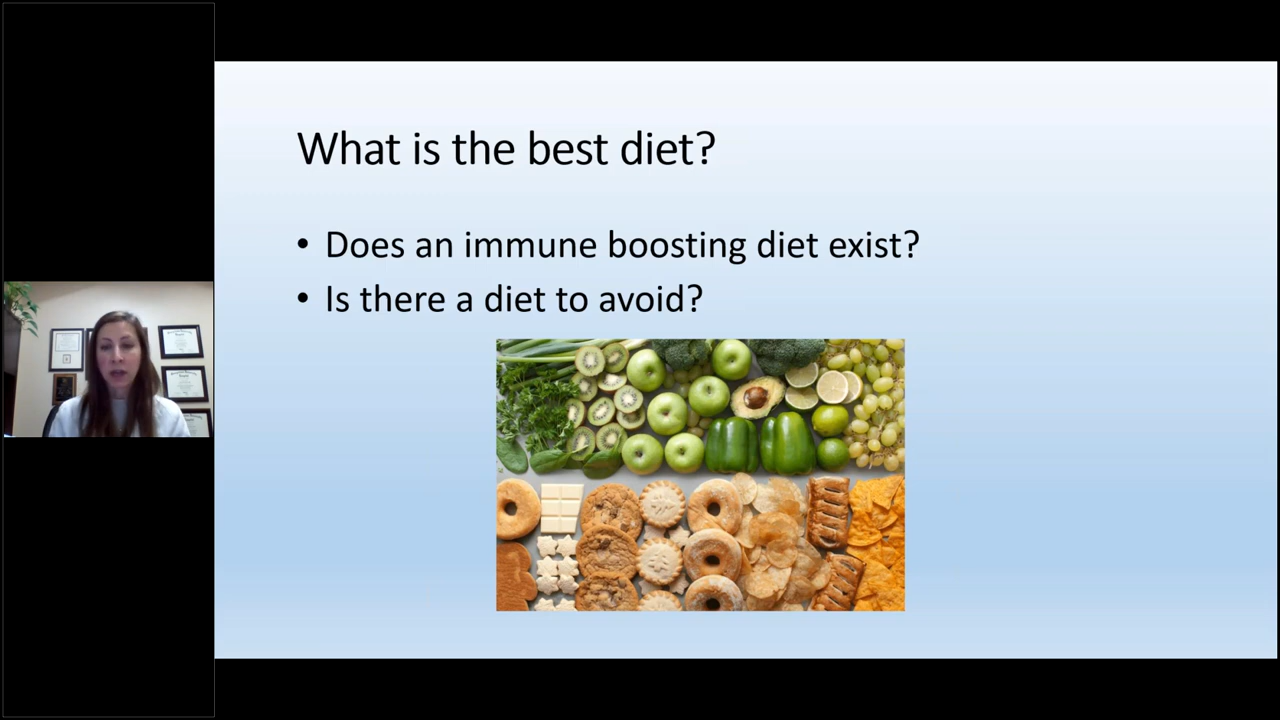 What is the best diet?
• Does an immune boosting diet exist?
• Is there a diet to avoid?